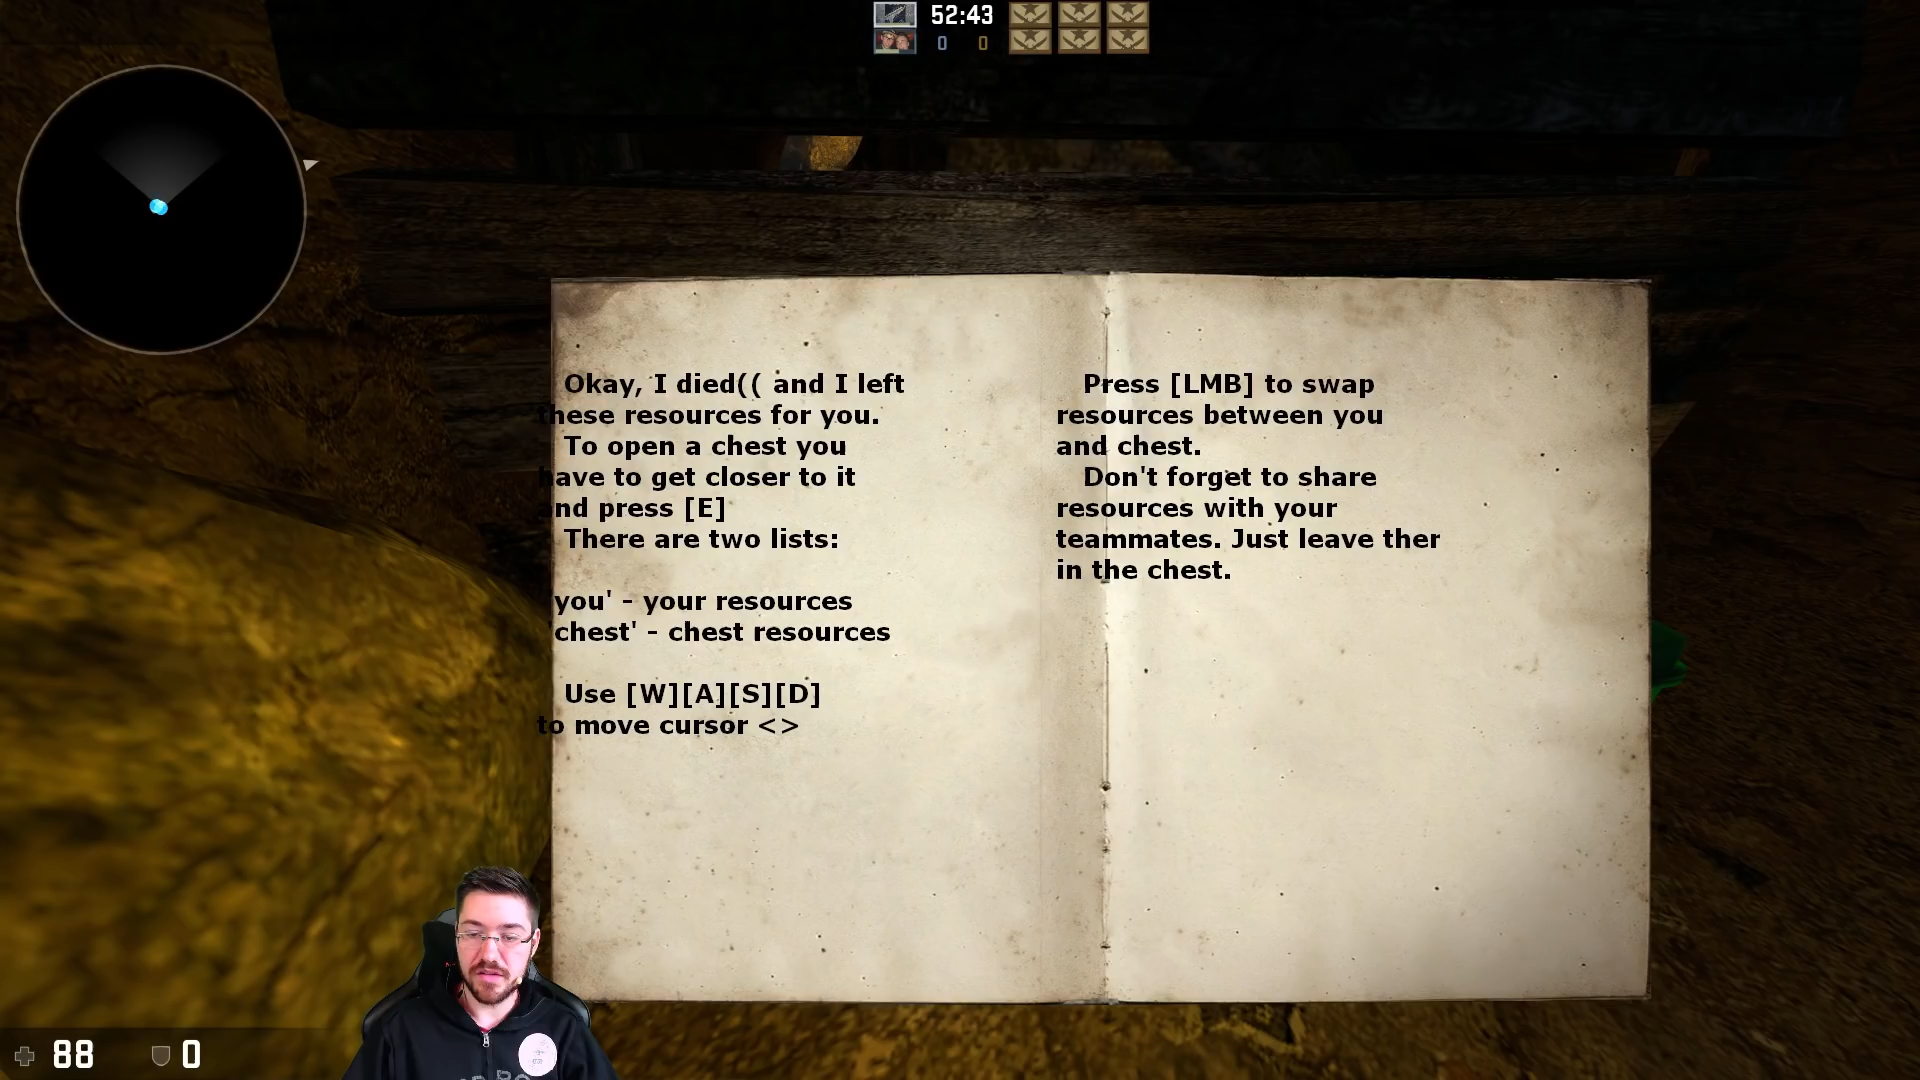 52:43
0 0
Okay, I died(( and I left
these resources for you.
To open a chest you
have to get closer to it
and press [E]
There are two lists:
'you' - your resources
'chest' - chest resources
Use [W][A][S][D]
to move cursor <>
Press [LMB] to swap
resources between you
and chest.
Don't forget to share
resources with your
teammates. Just leave ther
in the chest.
88 0